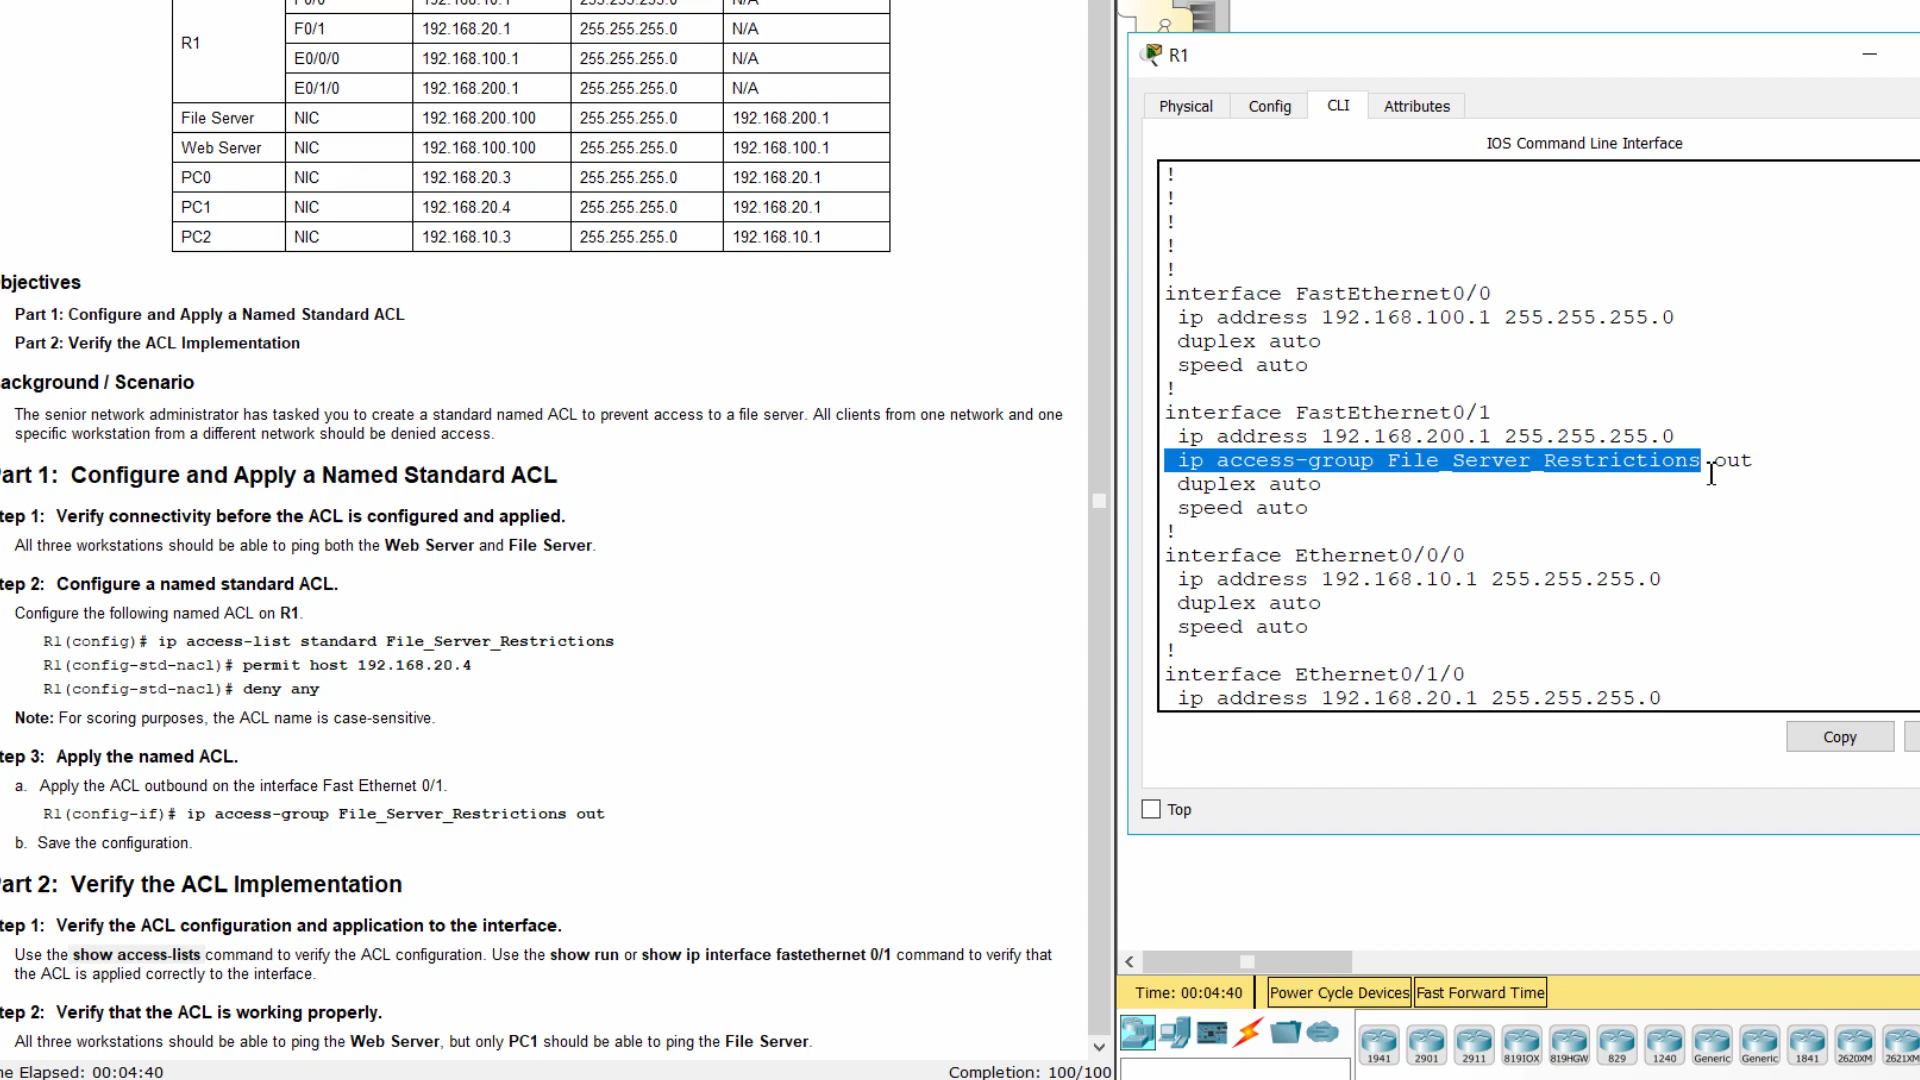 F0/0 192.168.10.1 255.255.255.0 N/A
R1
F0/1 192.168.20.1 255.255.255.0 N/A
E0/0/0 192.168.100.1 255.255.255.0 N/A
E0/1/0 192.168.200.1 255.255.255.0 N/A
File Server NIC 192.168.200.100 255.255.255.0 192.168.200.1
Web Server NIC 192.168.100.100 255.255.255.0 192.168.100.1
PC0 NIC 192.168.20.3 255.255.255.0 192.168.20.1
PC1 NIC 192.168.20.4 255.255.255.0 192.168.20.1
PC2 NIC 192.168.10.3 255.255.255.0 192.168.10.1
bjectives
Part 1: Configure and Apply a Named Standard ACL
Part 2: Verify the ACL Implementation
ackground / Scenario
The senior network administrator has tasked you to create a standard named ACL to prevent access to a file server. All clients from one network and one
specific workstation from a different network should be denied access.
art 1: Configure and Apply a Named Standard ACL
tep 1: Verify connectivity before the ACL is configured and applied.
All three workstations should be able to ping both the Web Server and File Server.
tep 2: Configure a named standard ACL.
Configure the following named ACL on R1.
R1(config)# ip access-list standard File_Server_Restrictions
R1(config-std-nacl)# permit host 192.168.20.4
R1(config-std-nacl)# deny any
Note: For scoring purposes, the ACL name is case-sensitive.
tep 3: Apply the named ACL.
a. Apply the ACL outbound on the interface Fast Ethernet 0/1.
R1(config-if)# ip access-group File_Server_Restrictions out
b. Save the configuration.
art 2: Verify the ACL Implementation
tep 1: Verify the ACL configuration and application to the interface.
Use the show access-lists command to verify the ACL configuration. Use the show run or show ip interface fastethernet 0/1 command to verify that
the ACL is applied correctly to the interface.
tep 2: Verify that the ACL is working properly.
All three workstations should be able to ping the Web Server, but only PC1 should be able to ping the File Server.
me Elapsed: 00:04:40
Completion: 100/100
R1
Physical Config CLI Attributes
IOS Command Line Interface
!
!
!
!
!
interface FastEthernet0/0
ip address 192.168.100.1 255.255.255.0
duplex auto
speed auto
!
interface FastEthernet0/1
ip address 192.168.200.1 255.255.255.0
ip access-group File_Server_Restrictions out
duplex auto
speed auto
!
interface Ethernet0/0/0
ip address 192.168.10.1 255.255.255.0
duplex auto
speed auto
!
interface Ethernet0/1/0
ip address 192.168.20.1 255.255.255.0
Copy
Top
Time: 00:04:40 Power Cycle Devices Fast Forward Time
1941 2901 2911 819IOX 819HGW 829 1240 Generic Generic 1841 2620XM 2621XM